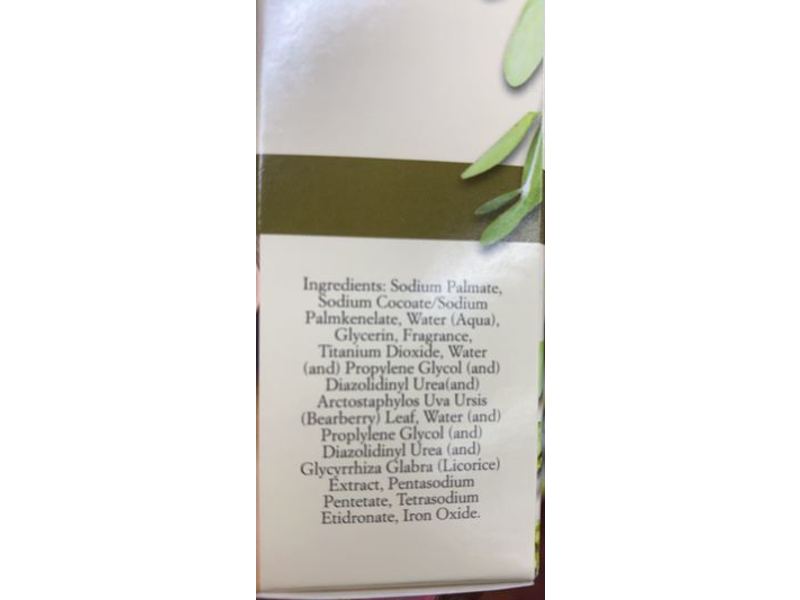 Ingredients: Sodium Palmate,
Sodium Cocoate/Sodium
Palmkenelate, Water (Aqua),
Glycerin, Fragrance,
Titanium Dioxide, Water
(and) Propylene Glycol (and)
Diazolidinyl Urea(and)
Arctostaphylos Uva Ursis
(Bearberry) Leaf, Water (and)
Proplylene Glycol (and)
Diazolidinyl Urea (and)
Glycyrrhiza Glabra (Licorice)
Extract, Pentasodium
Pentetate, Tetrasodium
Etidronate, Iron Oxide.